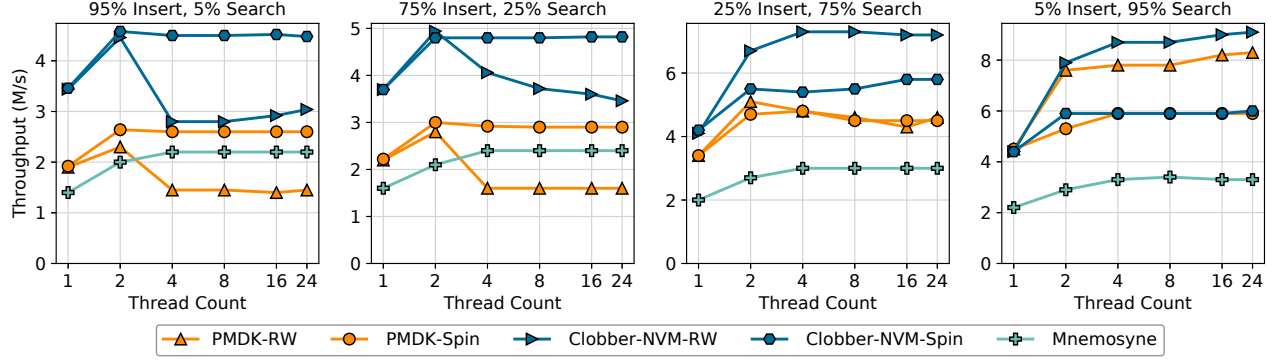 95% Insert, 5% Search
75% Insert, 25% Search
25% Insert, 75% Search
5% Insert, 95% Search
Throughput (M/s)
4
3
2
1
0
5
4
3
2
1
0
6
4
2
0
8
6
4
2
0
1 2 4 8 16 24
1 2 4 8 16 24
1 2 4 8 16 24
1 2 4 8 16 24
Thread Count
Thread Count
Thread Count
Thread Count
PMDK-RW PMDK-Spin Clobber-NVM-RW Clobber-NVM-Spin Mnemosyne